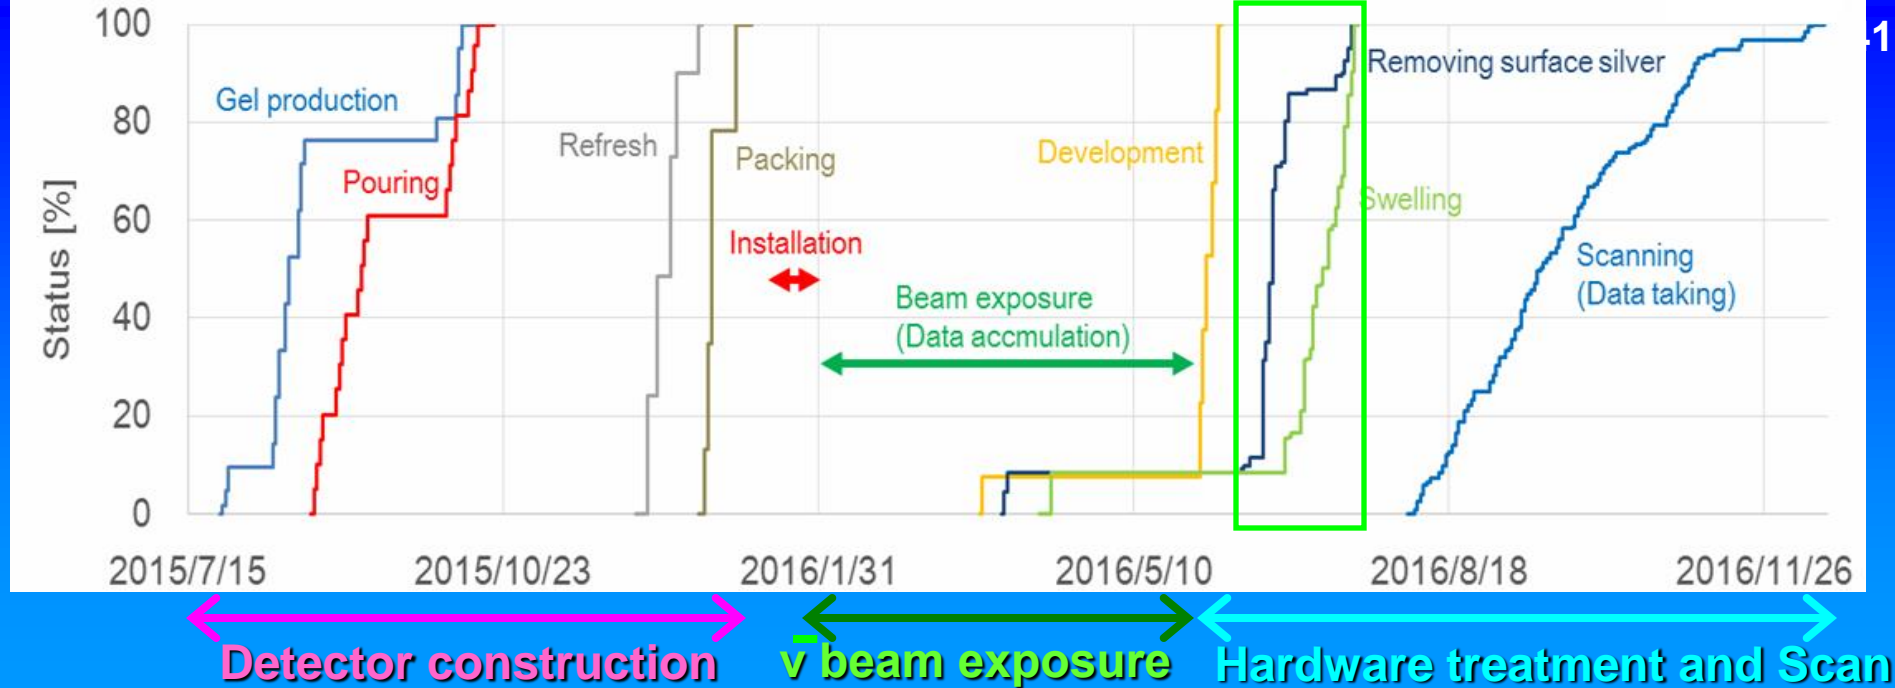 100
41
Removing surface silver
Gel production
80
Refresh
Packing
Development
Pouring
60
Swelling
Installation
Scanning
(Data taking)
Status [%]
Beam exposure
(Data accmulation)
40
20
0
2015/7/15 2015/10/23 2016/1/31 2016/5/10 2016/8/18 2016/11/26
Detector construction ν̅ beam exposure Hardware treatment and Scan